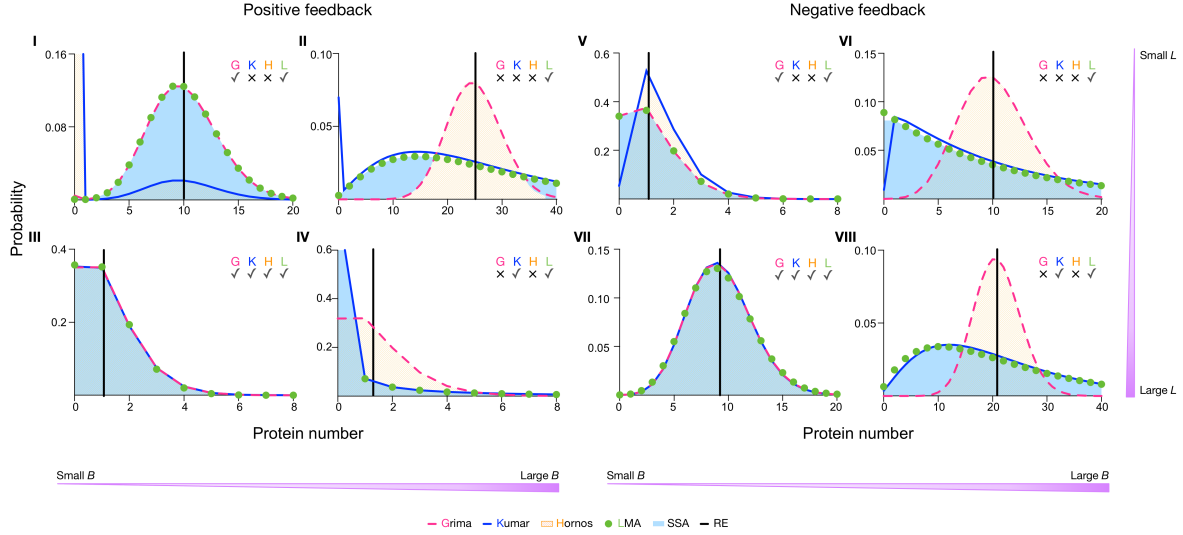 Positive feedback
Negative feedback
I
0.16
0.08
0 5 10 15 20
G K H L
✓ × × ✓
II
0.10
0.05
0 10 20 30 40
G K H L
× × × ✓
V
0.6
0.4
0.2
0 2 4 6 8
G K H L
✓ × × ✓
VI
0.15
0.10
0.05
0 5 10 15 20
G K H L
× × × ✓
Small L
Probability
III
0.4
0.2
0 2 4 6 8
G K H L
✓ ✓ ✓ ✓
IV
0.6
0.4
0.2
0 2 4 6 8
G K H L
× ✓ × ✓
VII
0.15
0.10
0.05
0 5 10 15 20
G K H L
✓ ✓ ✓ ✓
VIII
0.10
0.05
0 10 20 30 40
G K H L
× ✓ × ✓
Large L
Protein number
Protein number
Small B
Large B
Small B
Large B
Grima Kumar Hornos LMA SSA RE